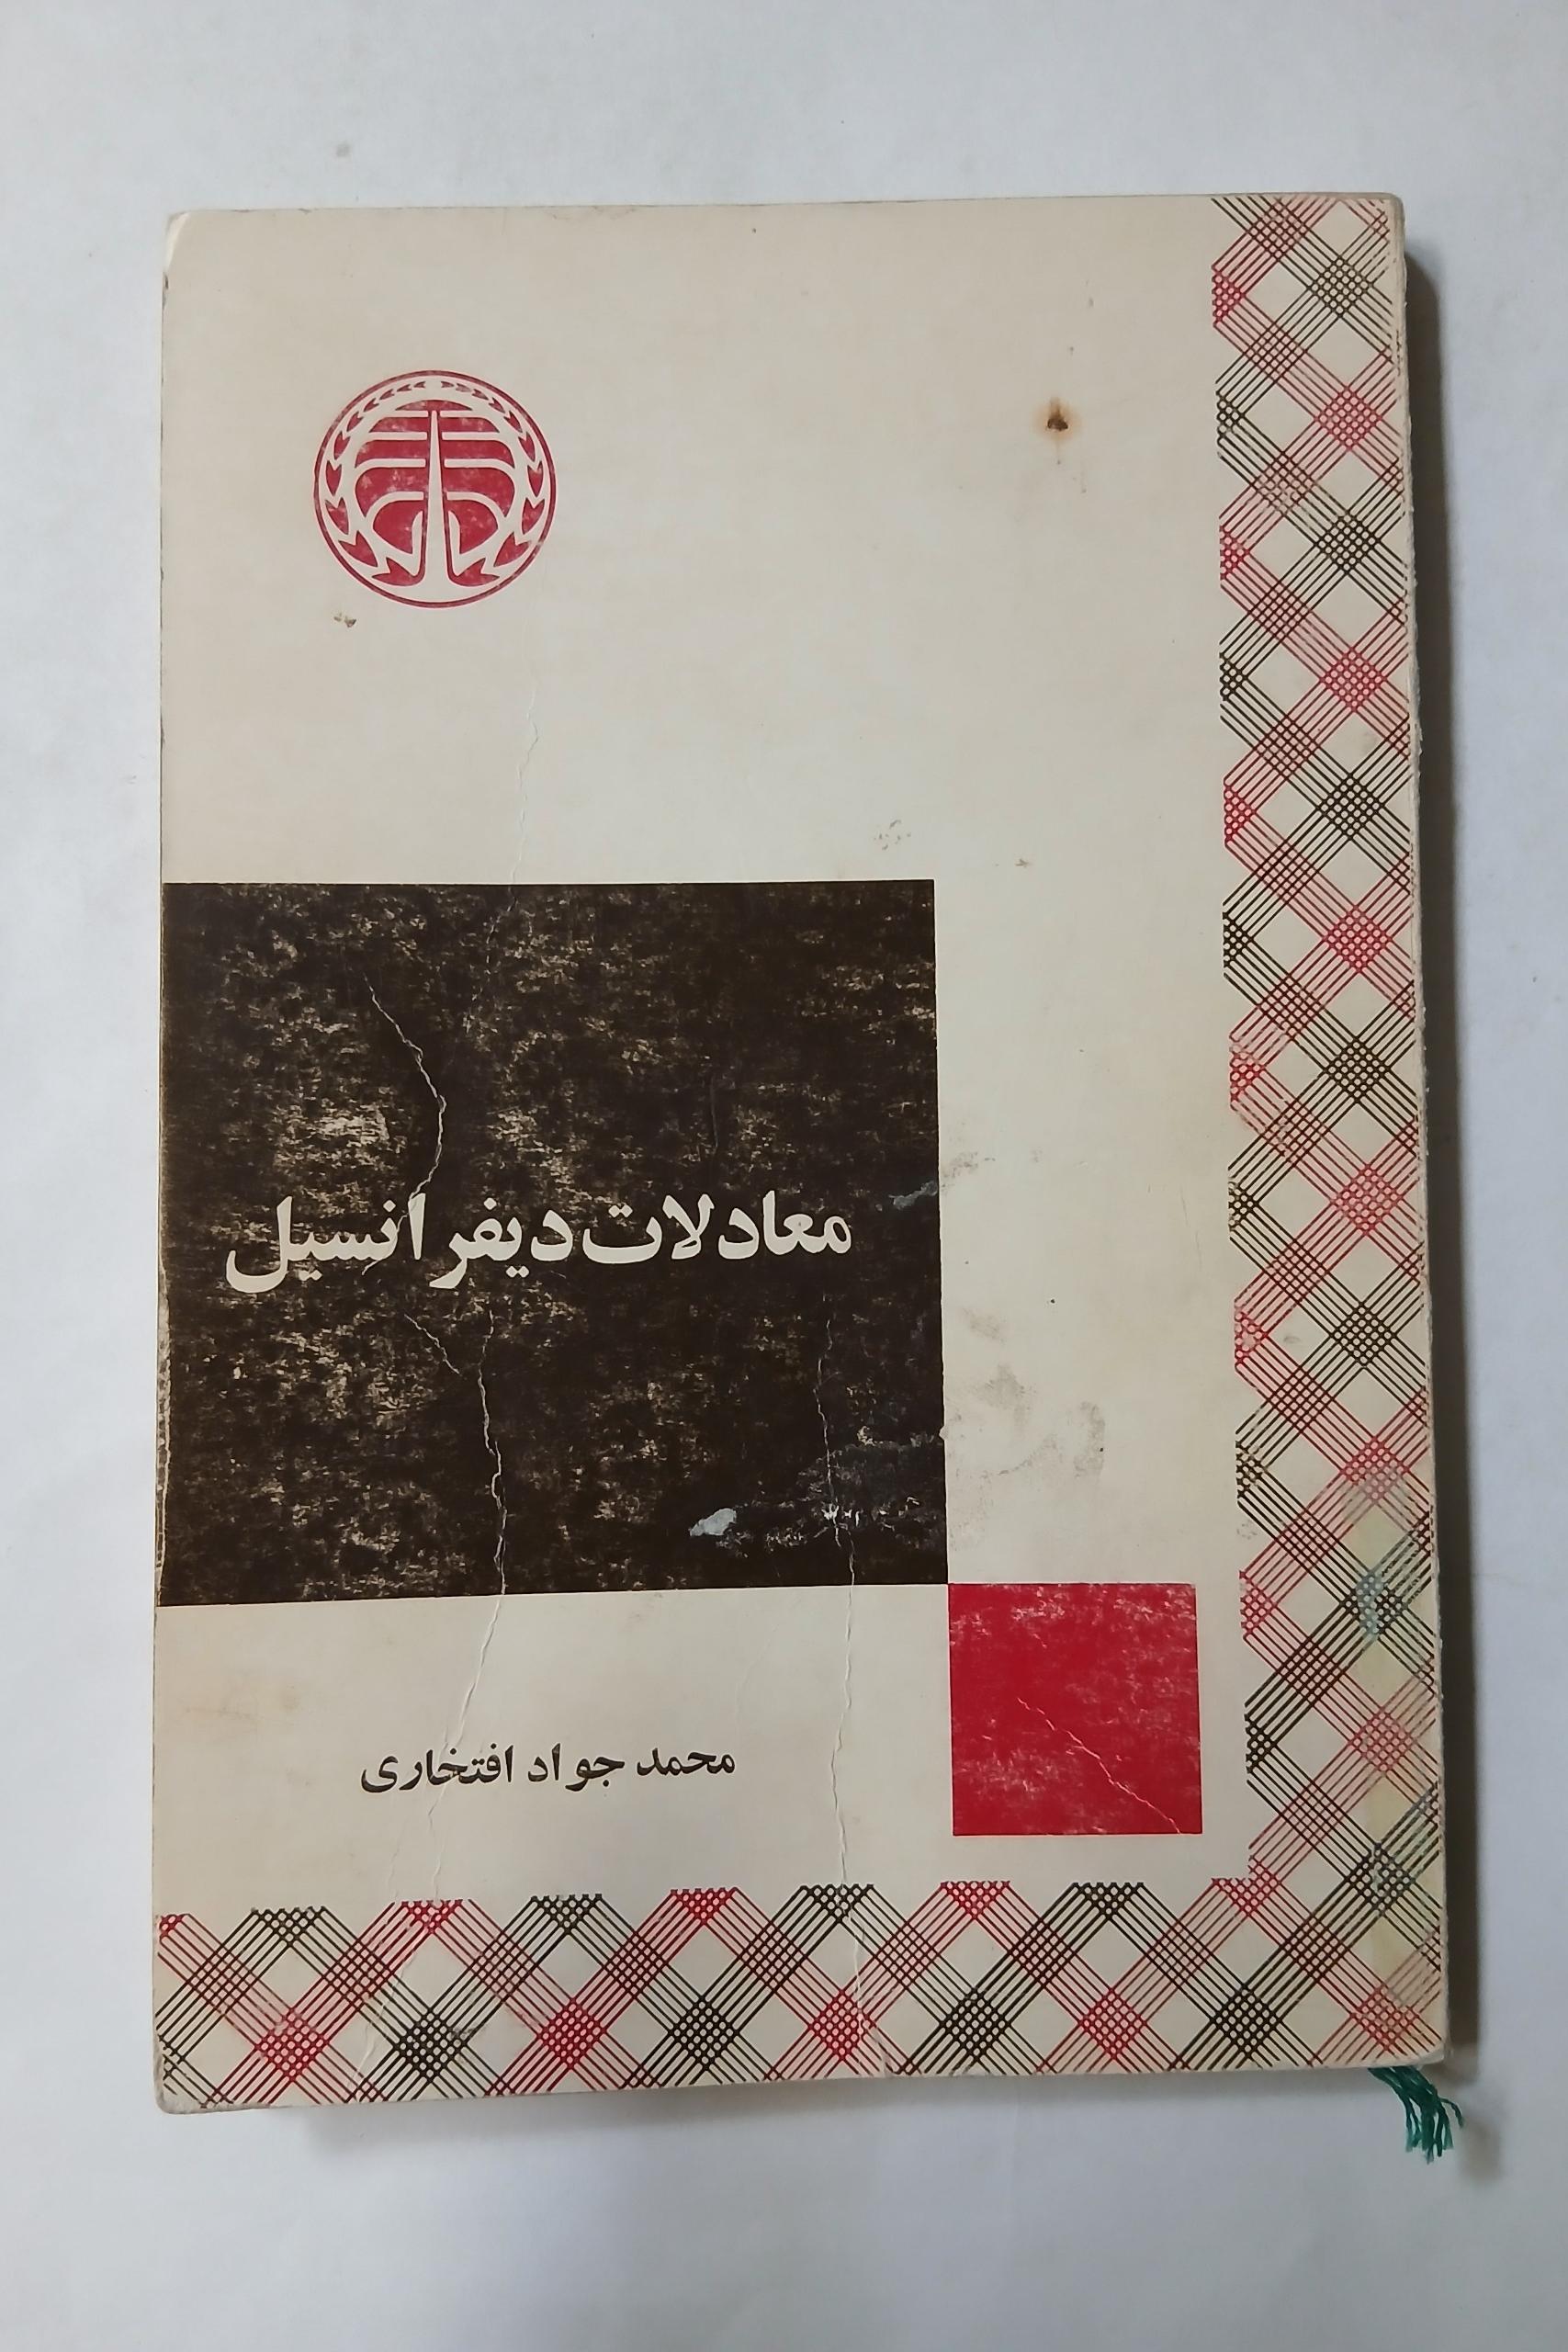 معادلات دیفرانسیل
محمد جواد افتخاری